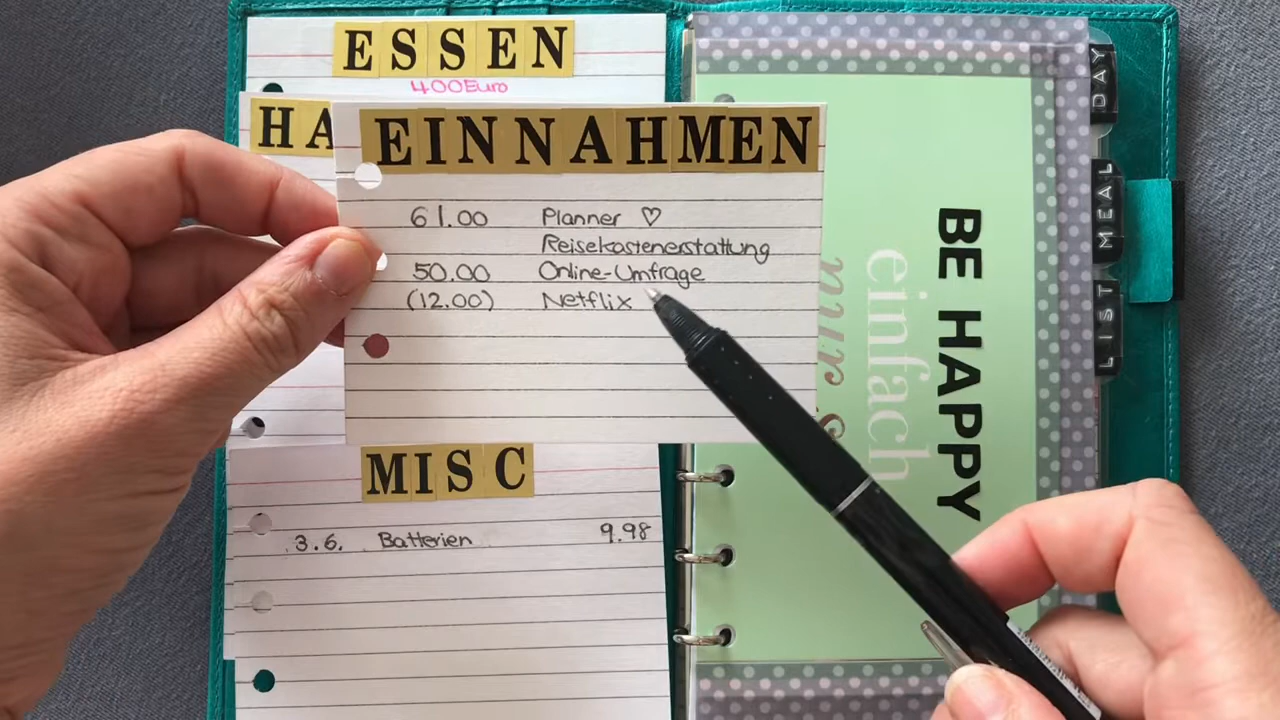 ESSEN
400Euro
HA
EINNAHMEN
61.00 Planner ♡
Reisekostenerstattung
50.00 Online-Umfrage
(12.00) Netflix
MISC
3.6. Batterien 9.98
einfach
BE HAPPY
DAY
MEAL
LIST